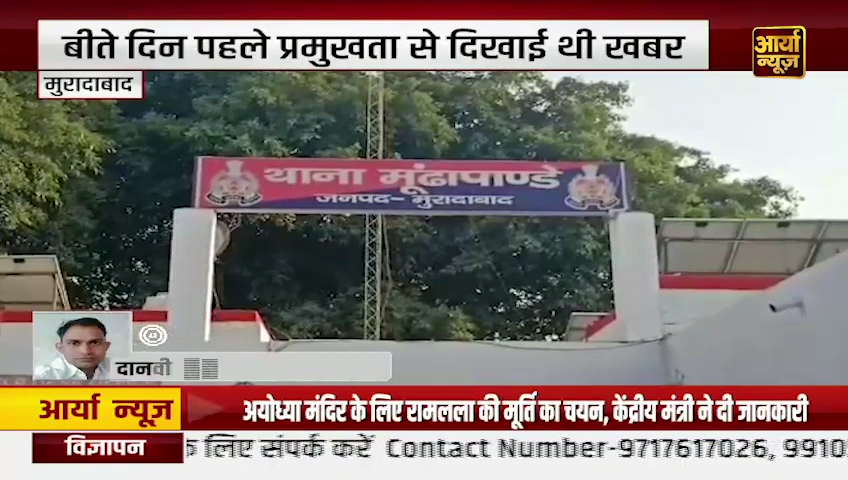 बीते दिन पहले प्रमुखता से दिखाई थी खबर
आर्या
न्यूज़
मुरादाबाद
थाना मूंढापाण्डे
जनपद- मुरादाबाद
दानवी
आर्या न्यूज़
अयोध्या मंदिर के लिए रामलला की मूर्ति का चयन, केंद्रीय मंत्री ने दी जानकारी
विज्ञापन
के लिए संपर्क करें Contact Number-9717617026, 9910